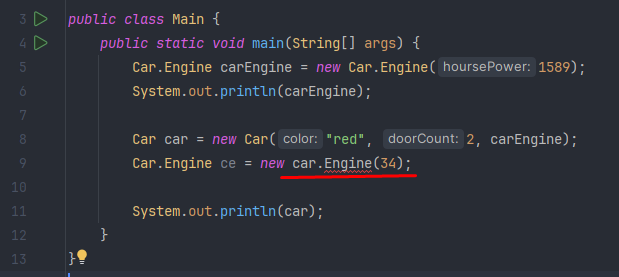 3 public class Main {
4 public static void main(String[] args) {
5 Car.Engine carEngine = new Car.Engine( hoursePower: 1589);
6 System.out.println(carEngine);
7
8 Car car = new Car( color: "red", doorCount: 2, carEngine);
9 Car.Engine ce = new car.Engine(34);
10
11 System.out.println(car);
12 }
13 }